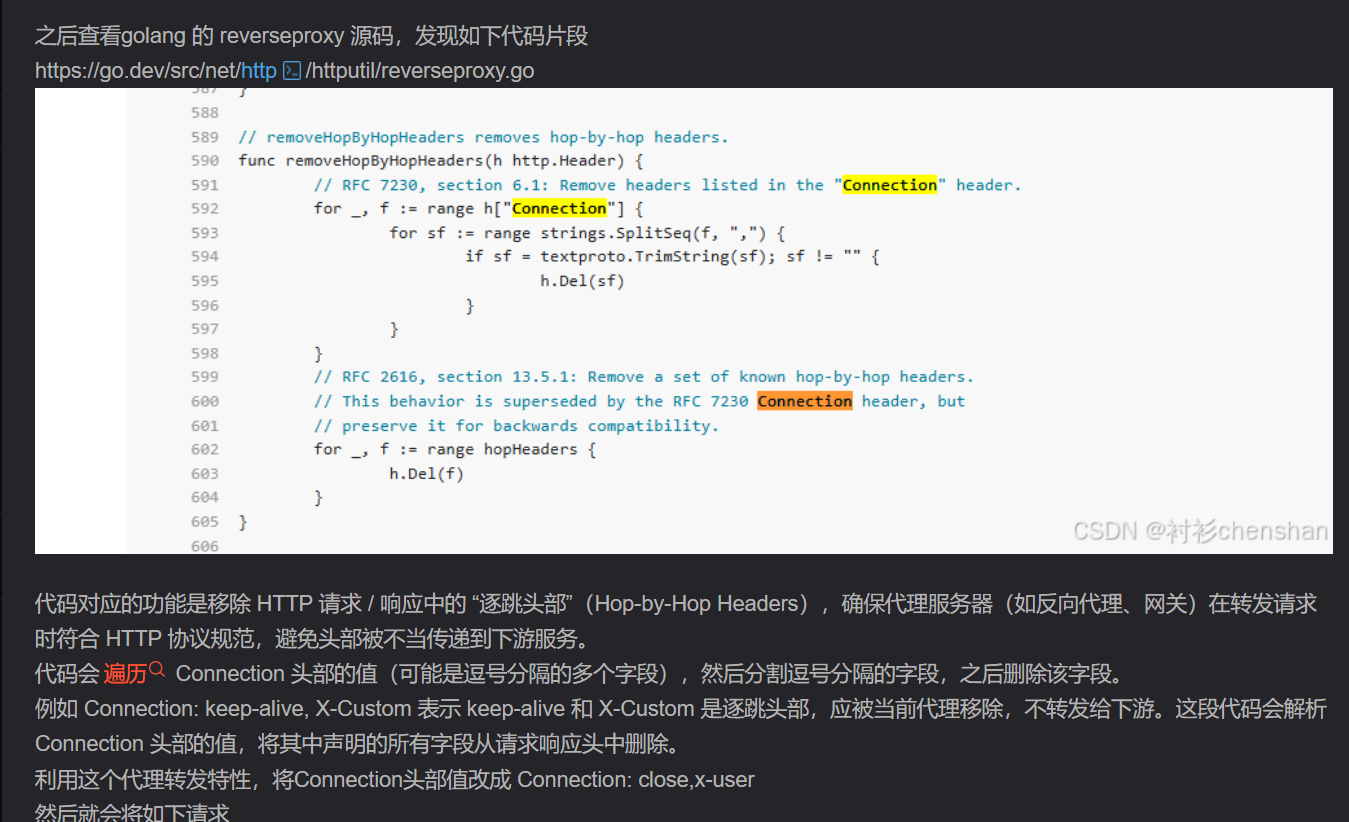 之后查看golang 的 reverseproxy 源码，发现如下代码片段
https://go.dev/src/net/http /httputil/reverseproxy.go
587 }
588
589 // removeHopByHopHeaders removes hop-by-hop headers.
590 func removeHopByHopHeaders(h http.Header) {
591 // RFC 7230, section 6.1: Remove headers listed in the "Connection" header.
592 for _, f := range h["Connection"] {
593 for sf := range strings.SplitSeq(f, ",") {
594 if sf = textproto.TrimString(sf); sf != "" {
595 h.Del(sf)
596 }
597 }
598 }
599 // RFC 2616, section 13.5.1: Remove a set of known hop-by-hop headers.
600 // This behavior is superseded by the RFC 7230 Connection header, but
601 // preserve it for backwards compatibility.
602 for _, f := range hopHeaders {
603 h.Del(f)
604 }
605 }
606
CSDN @衬衫chenshan
代码对应的功能是移除 HTTP 请求 / 响应中的 “逐跳头部”（Hop-by-Hop Headers），确保代理服务器（如反向代理、网关）在转发请求
时符合 HTTP 协议规范，避免头部被不当传递到下游服务。
代码会 遍历 Connection 头部的值（可能是逗号分隔的多个字段），然后分割逗号分隔的字段，之后删除该字段。
例如 Connection: keep-alive, X-Custom 表示 keep-alive 和 X-Custom 是逐跳头部，应被当前代理移除，不转发给下游。这段代码会解析
Connection 头部的值，将其中声明的所有字段从请求响应头中删除。
利用这个代理转发特性，将Connection头部值改成 Connection: close,x-user
然后就会将如下请求